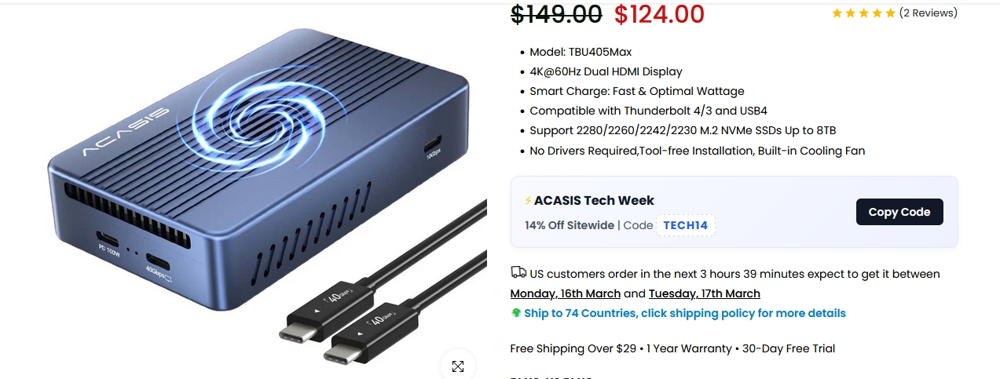 $149.00 $124.00
(2 Reviews)
Model: TBU405Max
4K@60Hz Dual HDMI Display
Smart Charge: Fast & Optimal Wattage
Compatible with Thunderbolt 4/3 and USB4
Support 2280/2260/2242/2230 M.2 NVMe SSDs Up to 8TB
No Drivers Required,Tool-free Installation, Built-in Cooling Fan
ACASIS
10Gbps
PD 100W
40Gbps
40Gbps
40Gbps
⚡ACASIS Tech Week
14% Off Sitewide | Code TECH14
Copy Code
US customers order in the next 3 hours 39 minutes expect to get it between
Monday, 16th March and Tuesday, 17th March
Ship to 74 Countries, click shipping policy for more details
Free Shipping Over $29 • 1 Year Warranty • 30-Day Free Trial